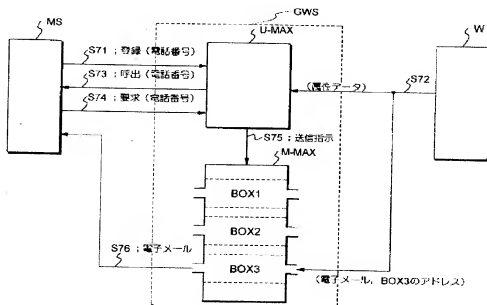 GWS
MS
U-MAX
W
S71；登録（電話番号）
S73；呼出（電話番号）
S74；要求（電話番号）
（属性データ）
S72
S75；送信指示
M-MAX
BOX1
BOX2
BOX3
S76；電子メール
（電子メール，BOX3のアドレス）